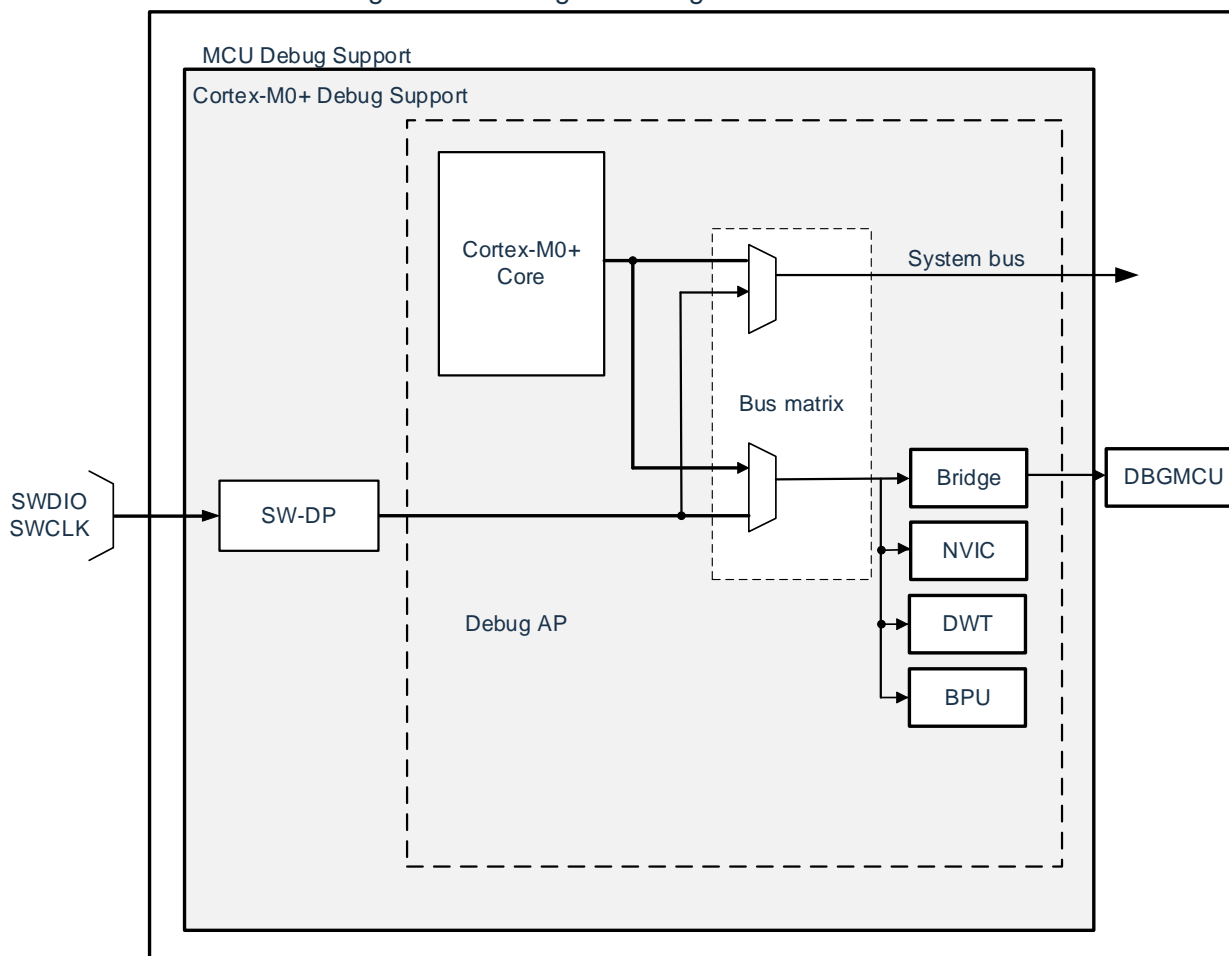 MCU Debug Support
Cortex-M0+ Debug Support
Cortex-M0+
Core
System bus
Bus matrix
Bridge
DBGMCU
SWDIO
SWCLK
SW-DP
NVIC
Debug AP
DWT
BPU